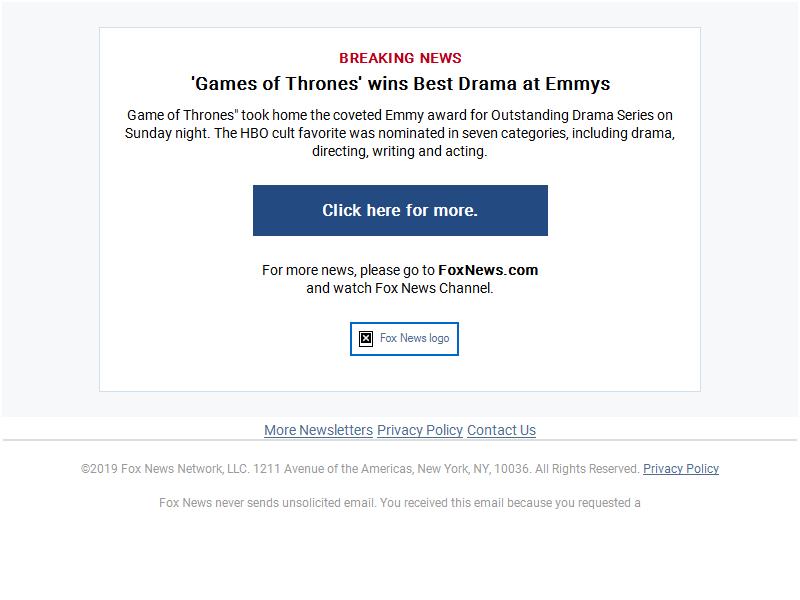 BREAKING NEWS
'Games of Thrones' wins Best Drama at Emmys
Game of Thrones" took home the coveted Emmy award for Outstanding Drama Series on
Sunday night. The HBO cult favorite was nominated in seven categories, including drama,
directing, writing and acting.
Click here for more.
For more news, please go to FoxNews.com
and watch Fox News Channel.
Fox News logo
More Newsletters Privacy Policy Contact Us
©2019 Fox News Network, LLC. 1211 Avenue of the Americas, New York, NY, 10036. All Rights Reserved. Privacy Policy
Fox News never sends unsolicited email. You received this email because you requested a